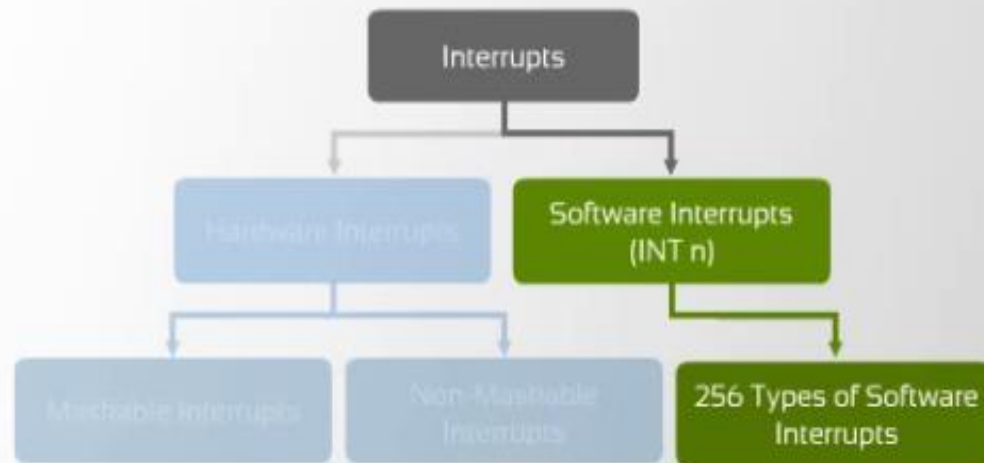 Interrupts
Hardware Interrupts
Software Interrupts
(INT n)
Maskable Interrupts
Non-Maskable
Interrupts
256 Types of Software
Interrupts